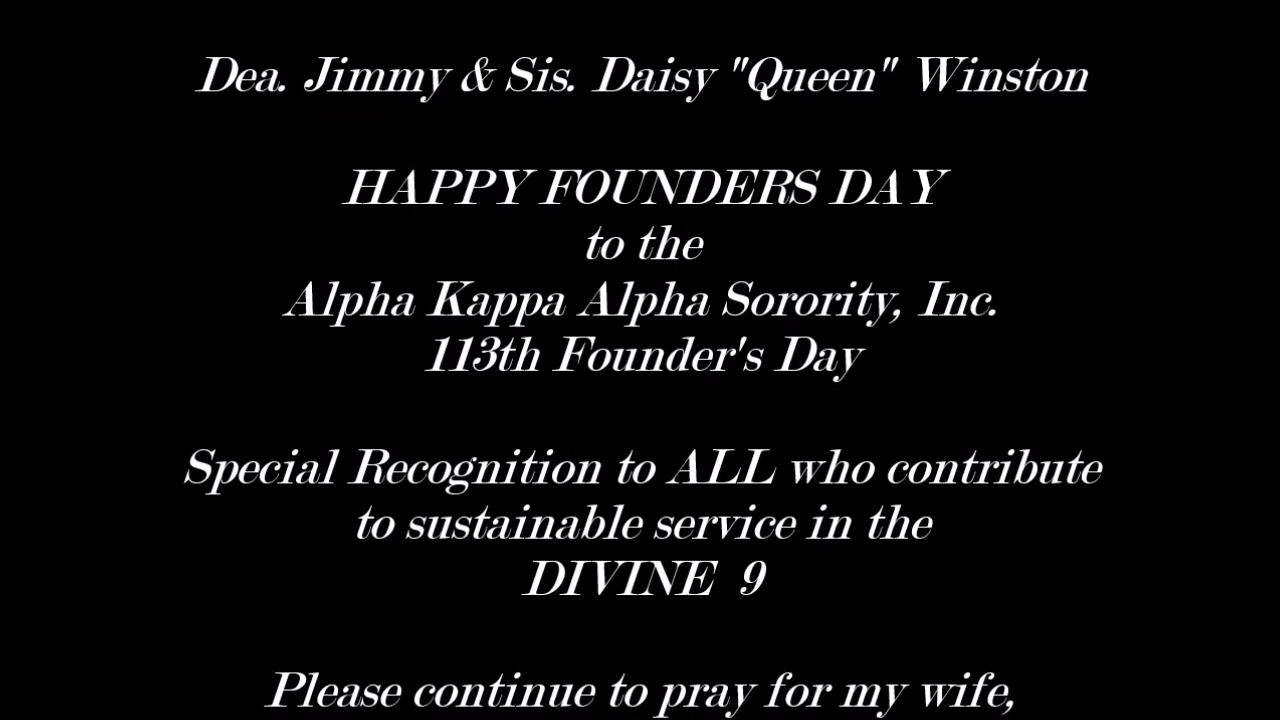 Dea. Jimmy & Sis. Daisy "Queen" Winston
HAPPY FOUNDERS DAY
to the
Alpha Kappa Alpha Sorority, Inc.
113th Founder's Day
Special Recognition to ALL who contribute
to sustainable service in the
DIVINE 9
Please continue to pray for my wife,